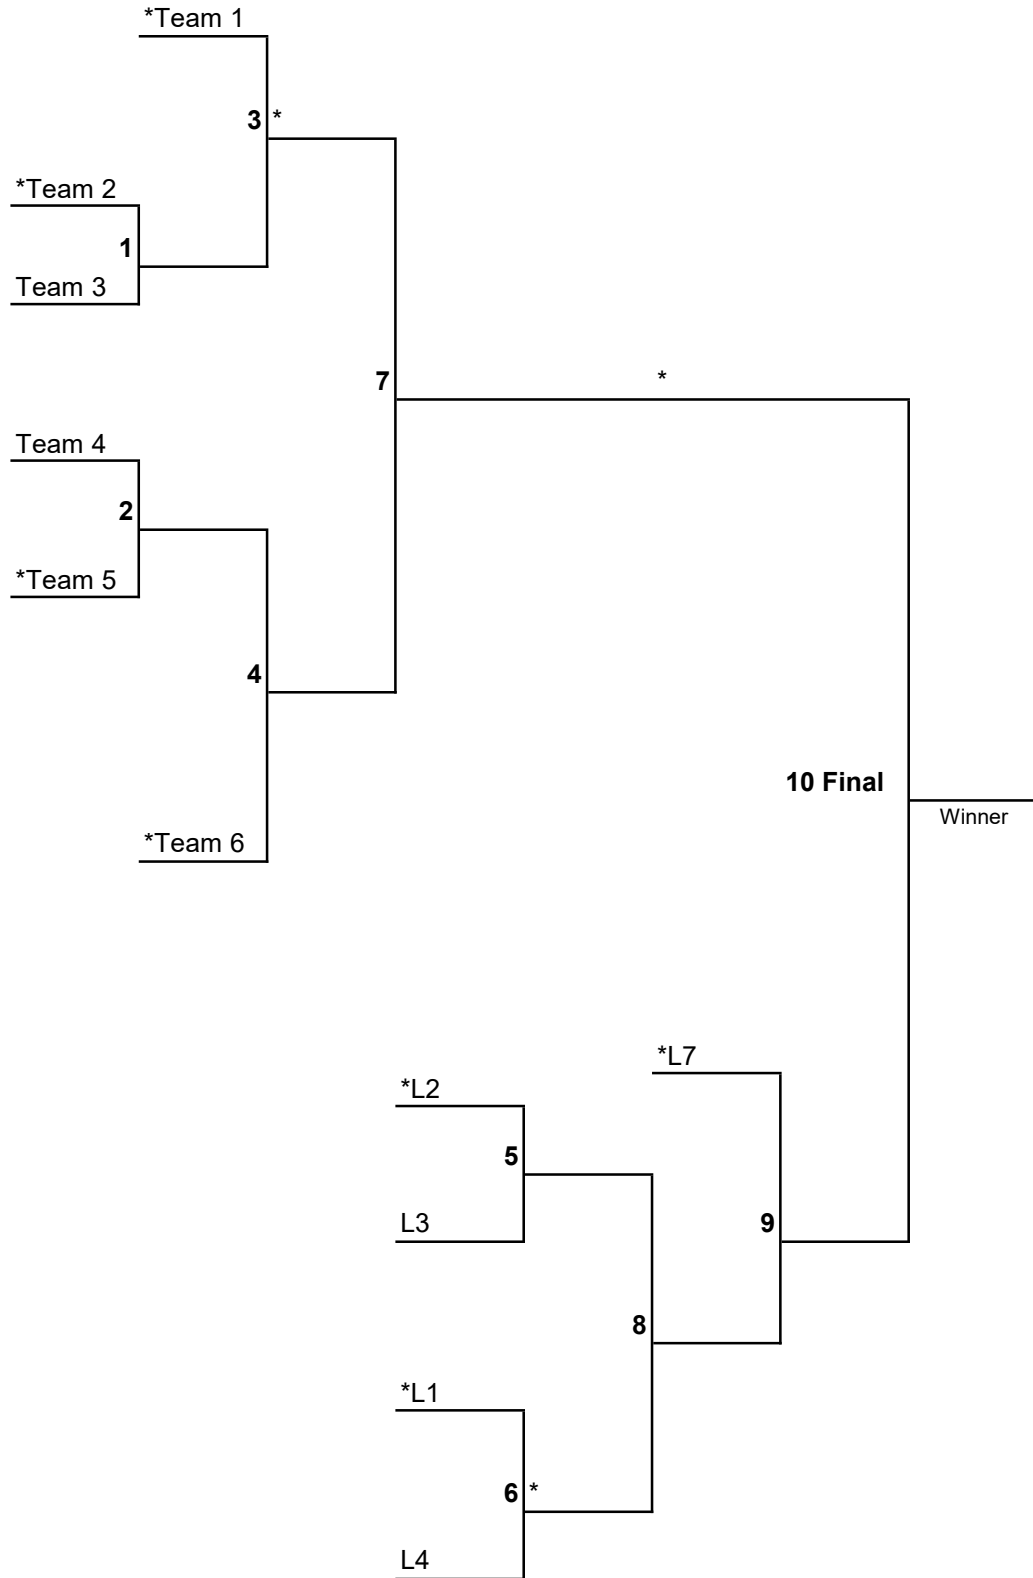 *Team 1
3 *
*Team 2
1
Team 3
7
*
Team 4
2
*Team 5
4
10 Final
Winner
*Team 6
*L7
*L2
5
L3
9
8
*L1
6 *
L4